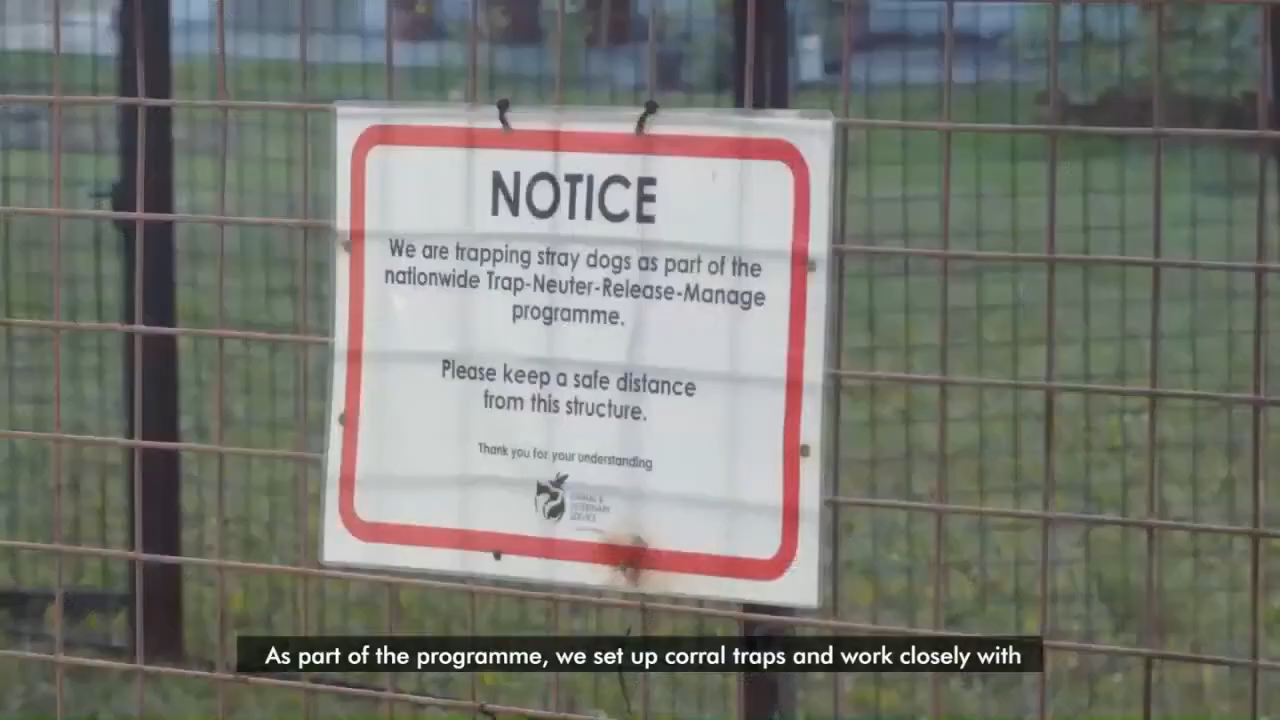 NOTICE
We are trapping stray dogs as part of the
nationwide Trap-Neuter-Release-Manage
programme.
Please keep a safe distance
from this structure.
Thank you for your understanding
As part of the programme, we set up corral traps and work closely with